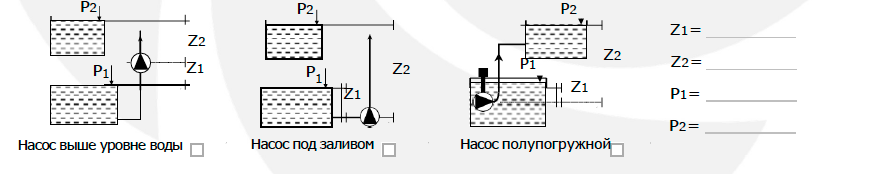 P2
Z2
P1
Z1
Насос выше уровне воды
P2
P1
Z1
Z2
Насос под заливом
P2
P1
Z1
Z2
Насос полупогружной
Z1=
Z2=
P1=
P2=